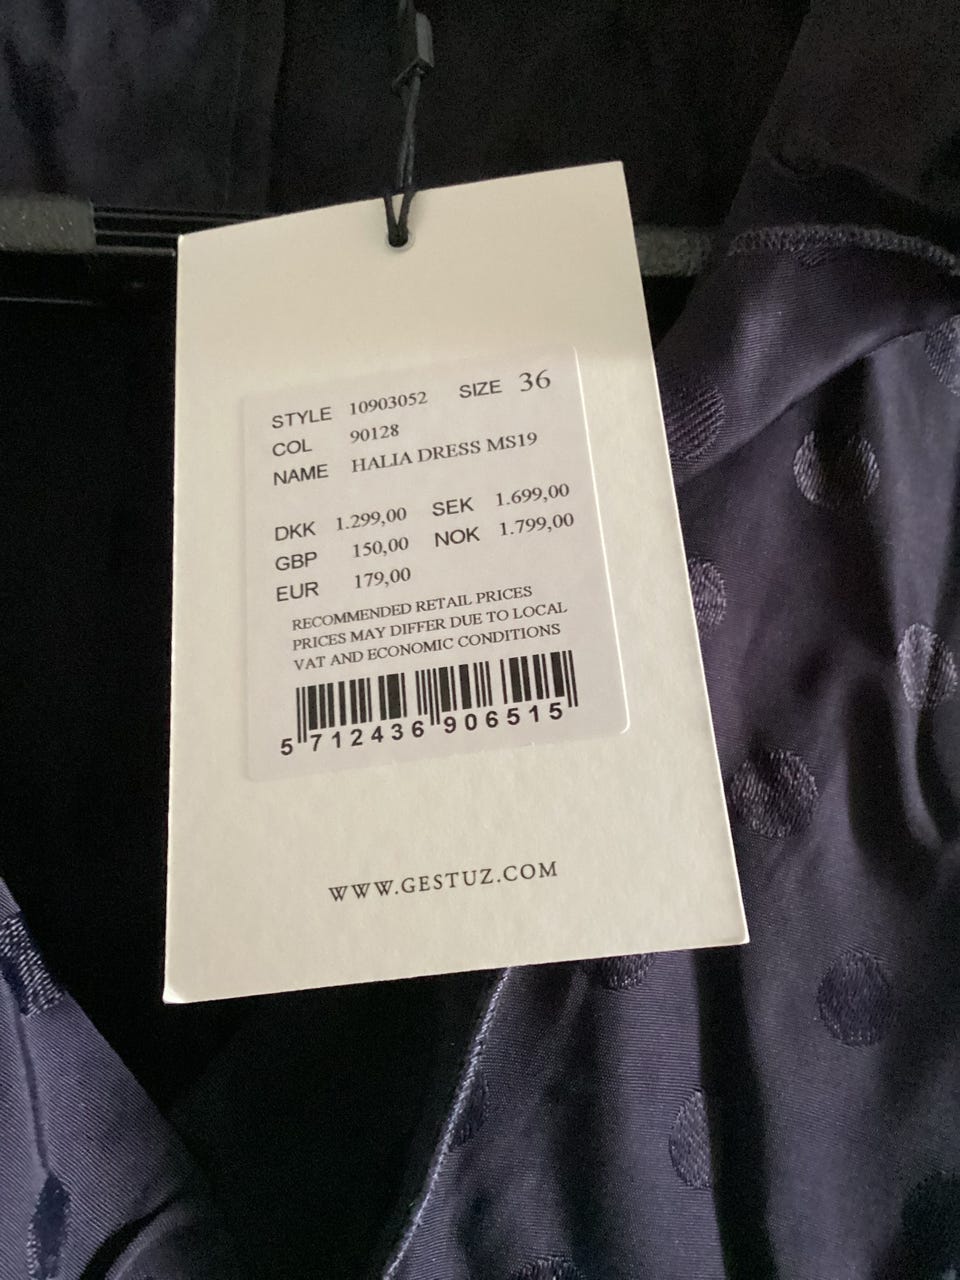 STYLE 10903052 SIZE 36
COL 90128
NAME HALIA DRESS MS19
DKK 1.299,00 SEK 1.699,00
GBP 150,00 NOK 1.799,00
EUR 179,00
RECOMMENDED RETAIL PRICES
PRICES MAY DIFFER DUE TO LOCAL
VAT AND ECONOMIC CONDITIONS
5 712436 906515
WWW.GESTUZ.COM